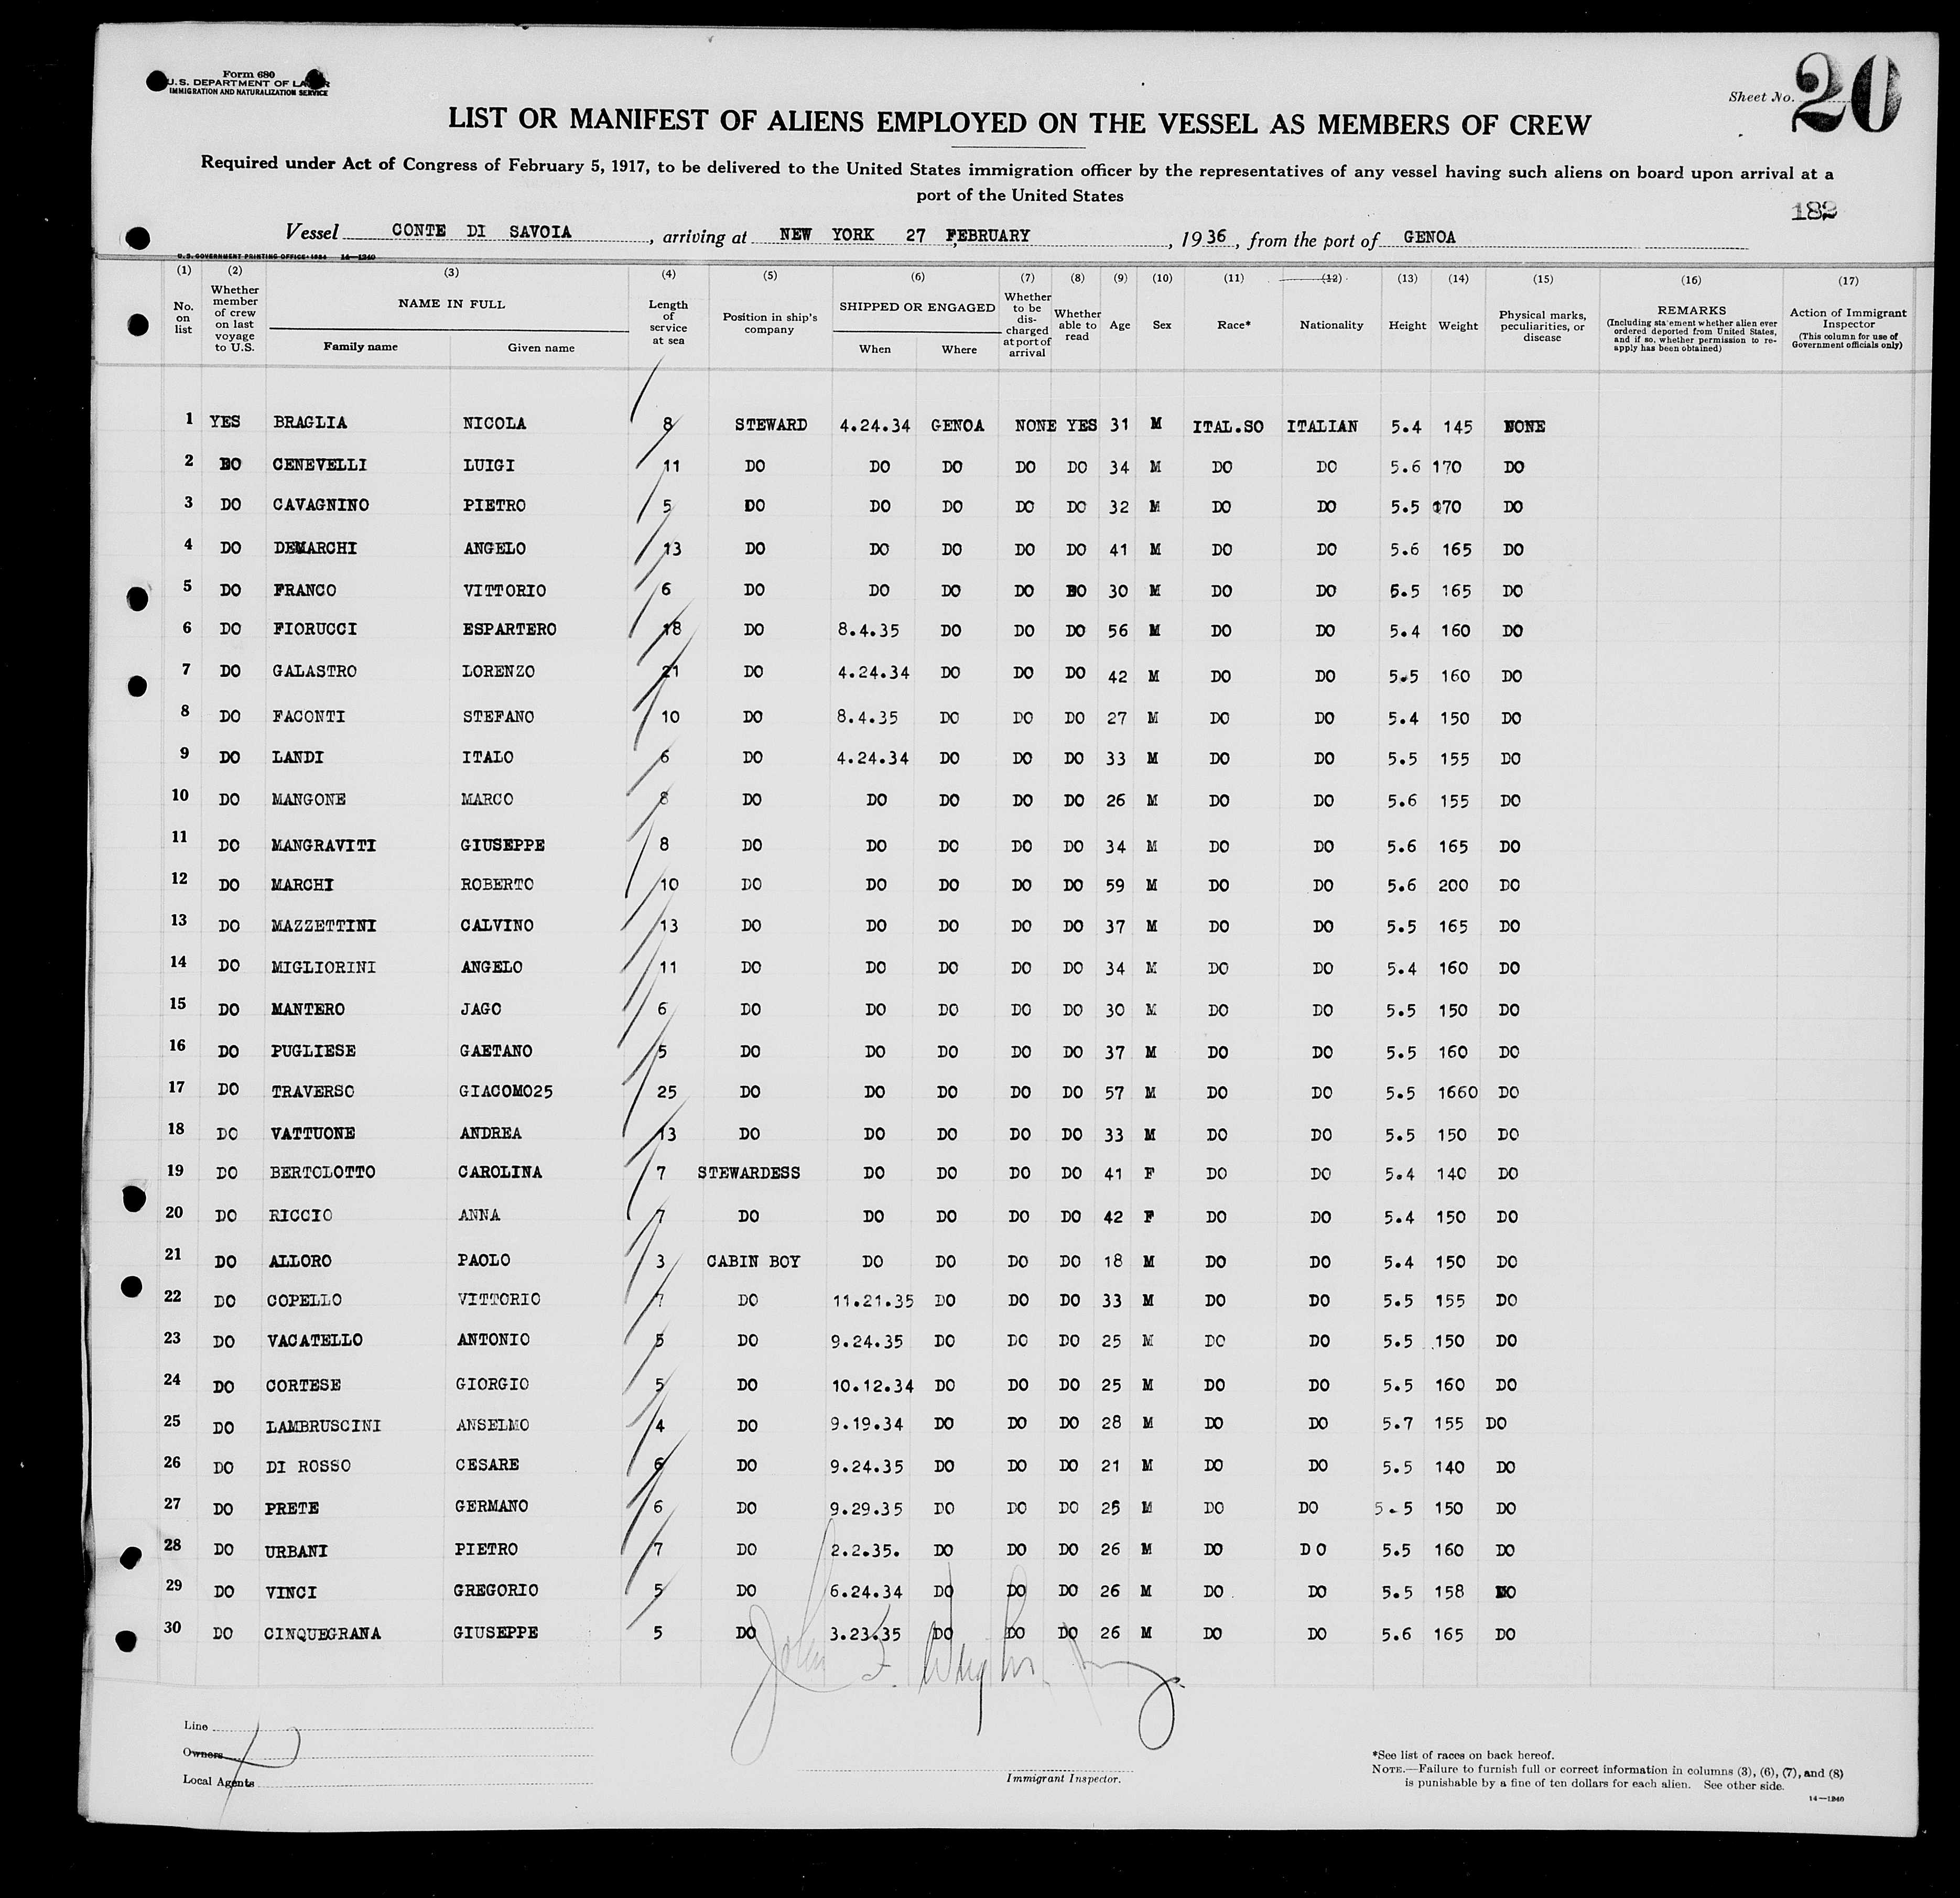 Form 680
U. S. DEPARTMENT OF LABOR
IMMIGRATION AND NATURALIZATION SERVICE
Sheet No. 20
LIST OR MANIFEST OF ALIENS EMPLOYED ON THE VESSEL AS MEMBERS OF CREW
Required under Act of Congress of February 5, 1917, to be delivered to the United States immigration officer by the representatives of any vessel having such aliens on board upon arrival at a
port of the United States
182
Vessel CONTE DI SAVOIA, arriving at NEW YORK 27 FEBRUARY, 1936, from the port of GENOA
U. S. GOVERNMENT PRINTING OFFICE: 1934 14—1240
(1) (2) (3) (4) (5) (6) (7) (8) (9) (10) (11) (12) (13) (14) (15) (16) (17)
No. on list
Whether member of crew on last voyage to U.S.
NAME IN FULL
Family name
Given name
Length of service at sea
Position in ship's company
SHIPPED OR ENGAGED
When
Where
Whether to be discharged at port of arrival
Whether able to read
Age
Sex
Race*
Nationality
Height
Weight
Physical marks, peculiarities, or disease
REMARKS
(Including statement whether alien ever ordered deported from United States, and if so, whether permission to re-apply has been obtained)
Action of Immigrant Inspector
(This column for use of Government officials only)
1 YES BRAGLIA NICOLA 8 STEWARD 4.24.34 GENOA NONE YES 31 M ITAL.SO ITALIAN 5.4 145 NONE
2 DO CENEVELLI LUIGI 11 DO DO DO DO DO 34 M DO DO 5.6 170 DO
3 DO CAVAGNINO PIETRO 5 DO DO DO DO DO 32 M DO DO 5.5 170 DO
4 DO DEMARCHI ANGELO 13 DO DO DO DO DO 41 M DO DO 5.6 165 DO
5 DO FRANCO VITTORIO 6 DO DO DO DO DO 30 M DO DO 5.5 165 DO
6 DO FIORUCCI ESPARTERO 18 DO 8.4.35 DO DO DO 56 M DO DO 5.4 160 DO
7 DO GALASTRO LORENZO 21 DO 4.24.34 DO DO DO 42 M DO DO 5.5 160 DO
8 DO FACONTI STEFANO 10 DO 8.4.35 DO DO DO 27 M DO DO 5.4 150 DO
9 DO LANDI ITALO 6 DO 4.24.34 DO DO DO 33 M DO DO 5.5 155 DO
10 DO MANGONE MARCO 8 DO DO DO DO DO 26 M DO DO 5.6 155 DO
11 DO MANGRAVITI GIUSEPPE 8 DO DO DO DO DO 34 M DO DO 5.6 165 DO
12 DO MARCHI ROBERTO 10 DO DO DO DO DO 59 M DO DO 5.6 200 DO
13 DO MAZZETTINI CALVINO 13 DO DO DO DO DO 37 M DO DO 5.5 165 DO
14 DO MIGLIORINI ANGELO 11 DO DO DO DO DO 34 M DO DO 5.4 160 DO
15 DO MANTERO JAGO 6 DO DO DO DO DO 30 M DO DO 5.5 150 DO
16 DO PUGLIESE GAETANO 5 DO DO DO DO DO 37 M DO DO 5.5 160 DO
17 DO TRAVERSO GIACOMO25 25 DO DO DO DO DO 57 M DO DO 5.5 1660 DO
18 DO VATTUONE ANDREA 13 DO DO DO DO DO 33 M DO DO 5.5 150 DO
19 DO BERTOLOTTO CAROLINA 7 STEWARDESS DO DO DO DO 41 F DO DO 5.4 140 DO
20 DO RICCIO ANNA 7 DO DO DO DO DO 42 F DO DO 5.4 150 DO
21 DO ALLORO PAOLO 3 CABIN BOY DO DO DO DO 18 M DO DO 5.4 150 DO
22 DO COPELLO VITTORIO 7 DO 11.21.35 DO DO DO 33 M DO DO 5.5 155 DO
23 DO VACATELLO ANTONIO 5 DO 9.24.35 DO DO DO 25 M DO DO 5.5 150 DO
24 DO CORTESE GIORGIO 5 DO 10.12.34 DO DO DO 25 M DO DO 5.5 160 DO
25 DO LAMBRUSCINI ANSELMO 4 DO 9.19.34 DO DO DO 28 M DO DO 5.7 155 DO
26 DO DI ROSSO CESARE 6 DO 9.24.35 DO DO DO 21 M DO DO 5.5 140 DO
27 DO PRETE GERMANO 6 DO 9.29.35 DO DO DO 25 M DO DO 5.5 150 DO
28 DO URBANI PIETRO 7 DO 2.2.35. DO DO DO 26 M DO DO 5.5 160 DO
29 DO VINCI GREGORIO 5 DO 6.24.34 DO DO DO 26 M DO DO 5.5 158 DO
30 DO CINQUEGRANA GIUSEPPE 5 DO 3.23.35 DO DO DO 26 M DO DO 5.6 165 DO
John
Line
Owners
Local Agents
Immigrant Inspector.
*See list of races on back hereof.
NOTE.—Failure to furnish full or correct information in columns (3), (6), (7), and (8)
is punishable by a fine of ten dollars for each alien. See other side.
14—1240